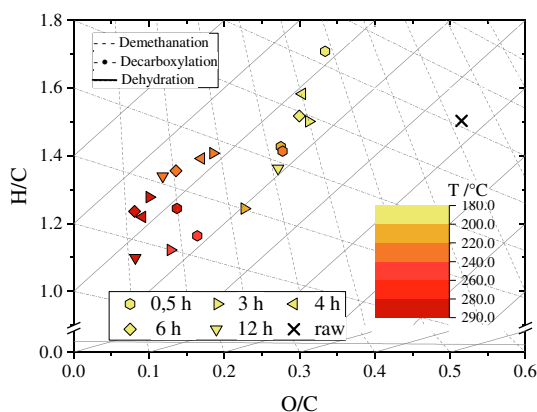 1.8
1.6
1.4
1.2
1.0
0.0
H/C
Demethanation
Decarboxylation
Dehydration
T /°C
180.0
200.0
220.0
240.0
260.0
280.0
290.0
0,5 h 3 h 4 h
6 h 12 h raw
0.0 0.1 0.2 0.3 0.4 0.5 0.6
O/C